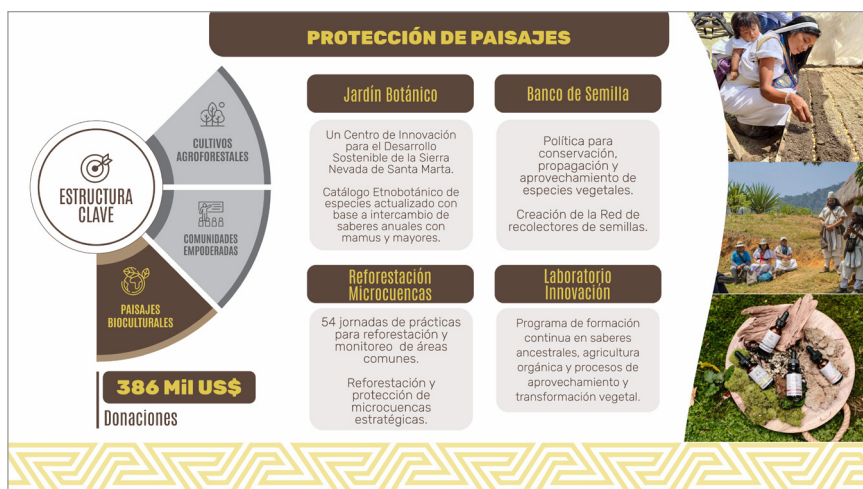 PROTECCIÓN DE PAISAJES
CULTIVOS
AGROFORESTALES
ESTRUCTURA
CLAVE
COMUNIDADES
EMPODERADAS
PAISAJES
BIOCULTURALES
386 Mil US$
Donaciones
Jardín Botánico
Un Centro de Innovación
para el Desarrollo
Sostenible de la Sierra
Nevada de Santa Marta.
Catálogo Etnobotánico de
especies actualizado con
base a intercambio de
saberes anuales con
mamus y mayores.
Banco de Semilla
Política para
conservación,
propagación y
aprovechamiento de
especies vegetales.
Creación de la Red de
recolectores de semillas.
Reforestación
Microcuencas
54 jornadas de prácticas
para reforestación y
monitoreo de áreas
comunes.
Reforestación y
protección de
microcuencas
estratégicas.
Laboratorio
Innovación
Programa de formación
continua en saberes
ancestrales, agricultura
orgánica y procesos de
aprovechamiento y
transformación vegetal.